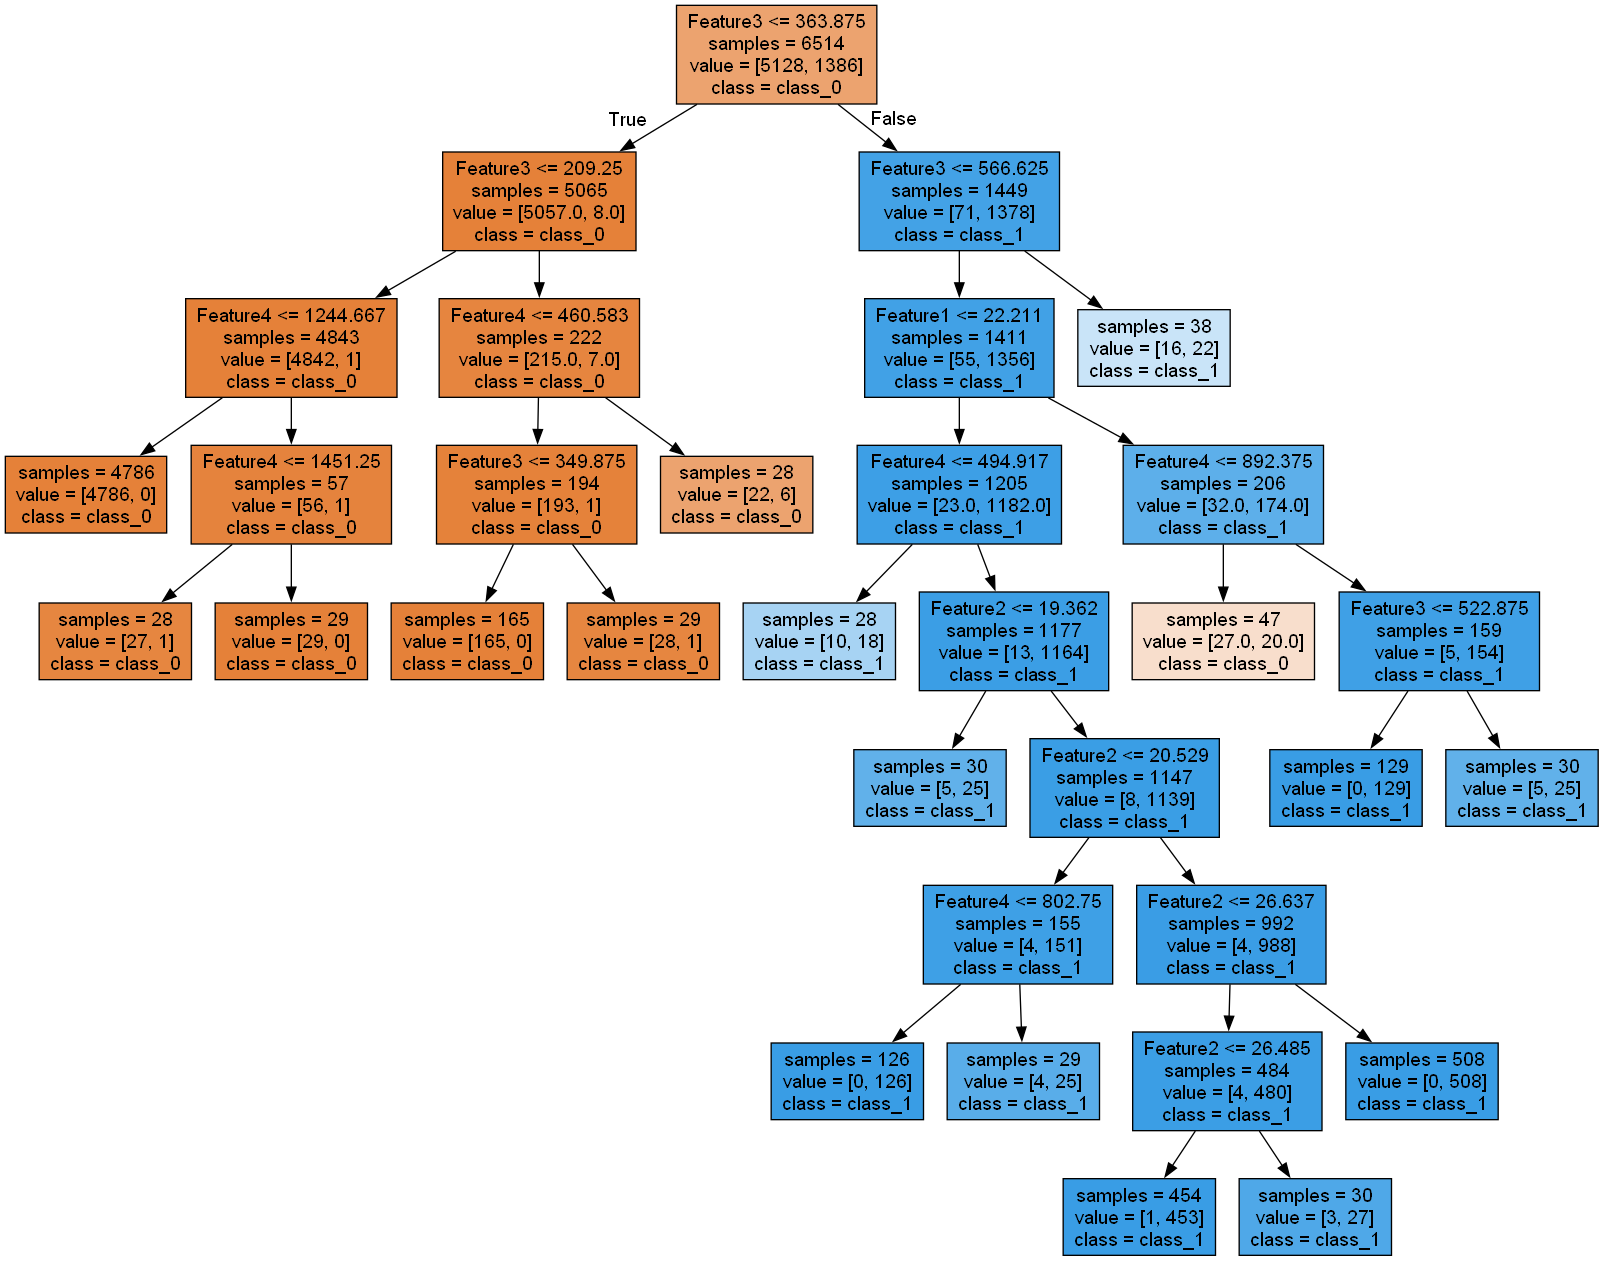 Feature3 <= 363.875
samples = 6514
value = [5128, 1386]
class = class_0
True
False
Feature3 <= 209.25
samples = 5065
value = [5057.0, 8.0]
class = class_0
Feature3 <= 566.625
samples = 1449
value = [71, 1378]
class = class_1
Feature4 <= 1244.667
samples = 4843
value = [4842, 1]
class = class_0
Feature4 <= 460.583
samples = 222
value = [215.0, 7.0]
class = class_0
Feature1 <= 22.211
samples = 1411
value = [55, 1356]
class = class_1
samples = 38
value = [16, 22]
class = class_1
samples = 4786
value = [4786, 0]
class = class_0
Feature4 <= 1451.25
samples = 57
value = [56, 1]
class = class_0
Feature3 <= 349.875
samples = 194
value = [193, 1]
class = class_0
samples = 28
value = [22, 6]
class = class_0
Feature4 <= 494.917
samples = 1205
value = [23.0, 1182.0]
class = class_1
Feature4 <= 892.375
samples = 206
value = [32.0, 174.0]
class = class_1
samples = 28
value = [27, 1]
class = class_0
samples = 29
value = [29, 0]
class = class_0
samples = 165
value = [165, 0]
class = class_0
samples = 29
value = [28, 1]
class = class_0
samples = 28
value = [10, 18]
class = class_1
Feature2 <= 19.362
samples = 1177
value = [13, 1164]
class = class_1
samples = 47
value = [27.0, 20.0]
class = class_0
Feature3 <= 522.875
samples = 159
value = [5, 154]
class = class_1
samples = 30
value = [5, 25]
class = class_1
Feature2 <= 20.529
samples = 1147
value = [8, 1139]
class = class_1
samples = 129
value = [0, 129]
class = class_1
samples = 30
value = [5, 25]
class = class_1
Feature4 <= 802.75
samples = 155
value = [4, 151]
class = class_1
Feature2 <= 26.637
samples = 992
value = [4, 988]
class = class_1
samples = 126
value = [0, 126]
class = class_1
samples = 29
value = [4, 25]
class = class_1
Feature2 <= 26.485
samples = 484
value = [4, 480]
class = class_1
samples = 508
value = [0, 508]
class = class_1
samples = 454
value = [1, 453]
class = class_1
samples = 30
value = [3, 27]
class = class_1